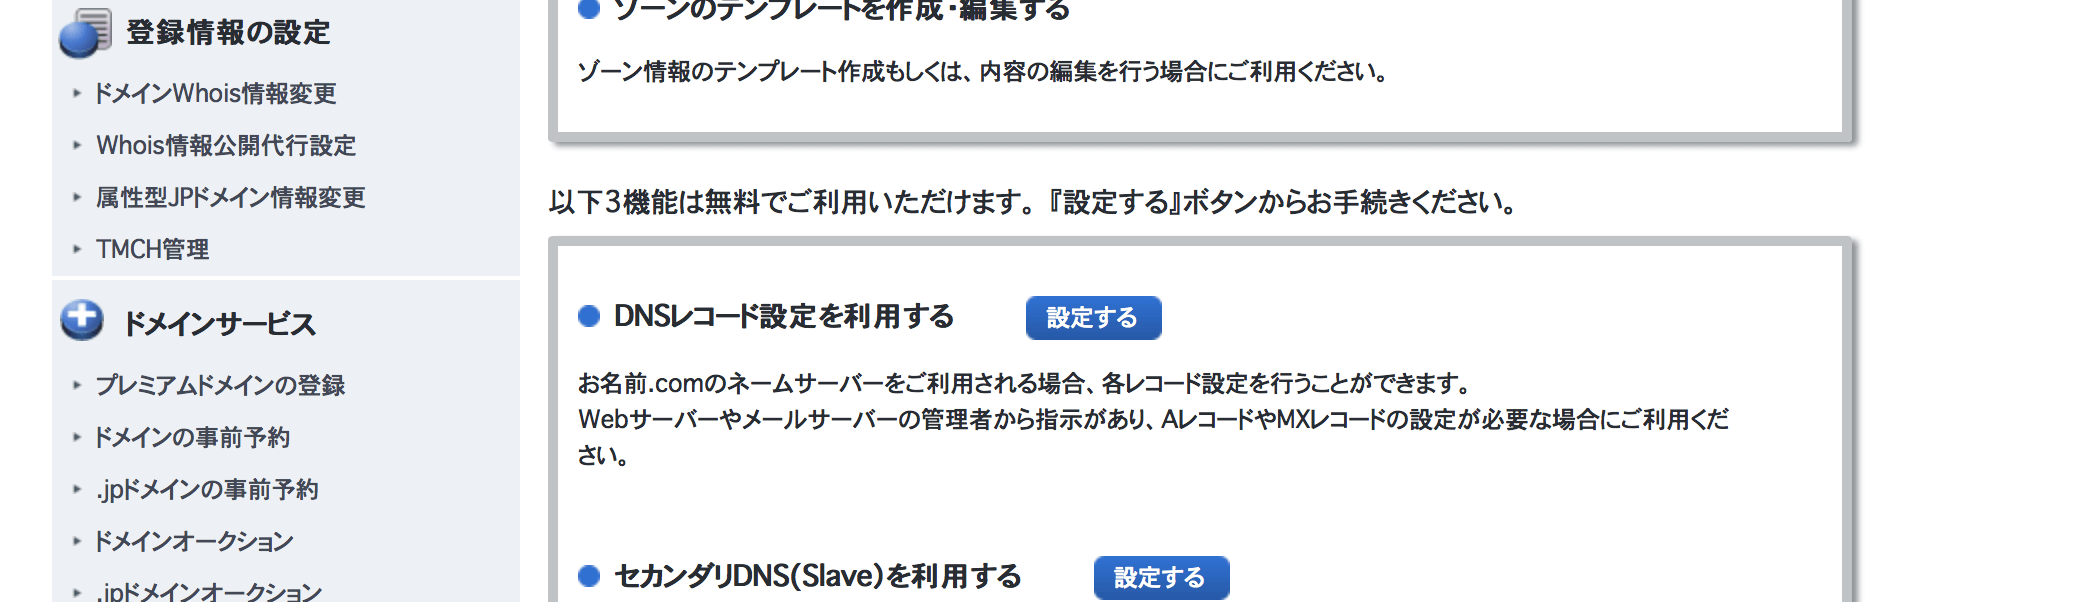 登録情報の設定
ドメインWhois情報変更
Whois情報公開代行設定
属性型JPドメイン情報変更
TMCH管理
ドメインサービス
プレミアムドメインの登録
ドメインの事前予約
.jpドメインの事前予約
ドメインオークション
.jpドメインオークション
ゾーンのテンプレートを作成・編集する
ゾーン情報のテンプレート作成もしくは、内容の編集を行う場合にご利用ください。
以下3機能は無料でご利用いただけます。『設定する』ボタンからお手続きください。
DNSレコード設定を利用する 設定する
お名前.comのネームサーバーをご利用される場合、各レコード設定を行うことができます。
Webサーバーやメールサーバーの管理者から指示があり、AレコードやMXレコードの設定が必要な場合にご利用くだ
さい。
セカンダリDNS(Slave)を利用する 設定する